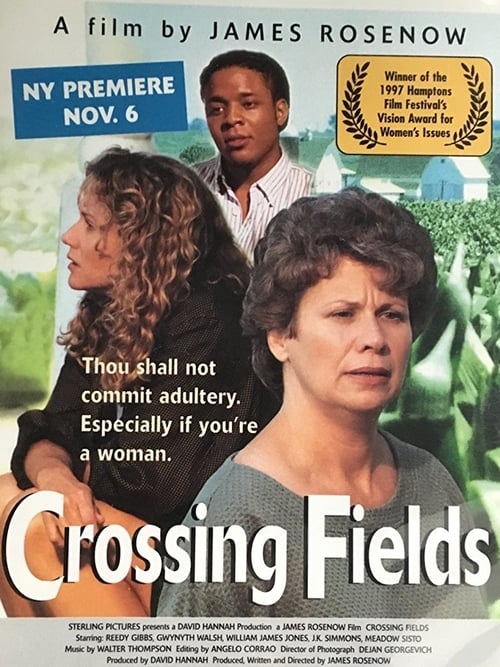 A film by JAMES ROSENOW
NY PREMIERE
NOV. 6
Winner of the
1997 Hamptons
Film Festival's
Vision Award for
Women's Issues
Thou shall not
commit adultery.
Especially if you're
a woman.
Crossing Fields
STERLING PICTURES presents a DAVID HANNAH Production a JAMES ROSENOW Film CROSSING FIELDS
Starring: REEDY GIBBS, GWYNYTH WALSH, WILLIAM JAMES JONES, J.K. SIMMONS, MEADOW SISTO
Music by WALTER THOMPSON Editing by ANGELO CORRAO Director of Photograph DEJAN GEORGEVICH
Produced by DAVID HANNAH Produced, Written and Directed by JAMES ROSENOW